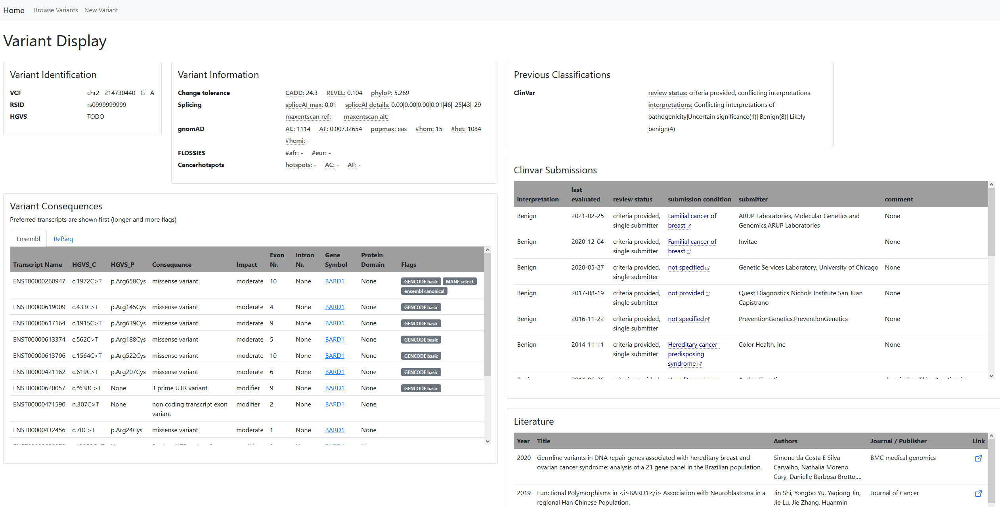 Home Browse Variants New Variant
Variant Display
Variant Identification
VCF chr2 214730440 G A
RSID rs0999999999
HGVS TODO
Variant Information
Change tolerance CADD: 24.3 REVEL: 0.104 phyloP: 5.269
Splicing spliceAI max: 0.01 spliceAI details: 0.00|0.00|0.00|0.01|46|-25|43|-29
maxentscan ref: - maxentscan alt: -
gnomAD AC: 1114 AF: 0.00732654 popmax: eas #hom: 15 #het: 1084
#hemi: -
FLOSSIES #afr: - #eur: -
Cancerhotspots hotspots: - AC: - AF: -
Variant Consequences
Preferred transcripts are shown first (longer and more flags)
Ensembl RefSeq
Transcript Name HGVS_C HGVS_P Consequence Impact Exon Nr. Intron Nr. Gene Symbol Protein Domain Flags
ENST00000260947 c.1972C>T p.Arg658Cys missense variant moderate 10 None BARD1 None GENCODE basic MANE select
ensembl canonical
ENST00000619009 c.433C>T p.Arg145Cys missense variant moderate 4 None BARD1 None GENCODE basic
ENST00000617164 c.1915C>T p.Arg639Cys missense variant moderate 9 None BARD1 None GENCODE basic
ENST00000613374 c.562C>T p.Arg188Cys missense variant moderate 5 None BARD1 None GENCODE basic
ENST00000613706 c.1564C>T p.Arg522Cys missense variant moderate 10 None BARD1 None GENCODE basic
ENST00000421162 c.619C>T p.Arg207Cys missense variant moderate 6 None BARD1 None GENCODE basic
ENST00000620057 c.*638C>T None 3 prime UTR variant modifier 9 None BARD1 None GENCODE basic
ENST00000471590 n.307C>T None non coding transcript exon modifier 2 None BARD1 None
variant
ENST00000432456 c.70C>T p.Arg24Cys missense variant moderate 1 None BARD1 None
Previous Classifications
ClinVar review status: criteria provided, conflicting interpretations
interpretations: Conflicting interpretations of
pathogenicity|Uncertain significance(1)| Benign(8)| Likely
benign(4)
Clinvar Submissions
interpretation last evaluated review status submission condition submitter comment
Benign 2021-02-25 criteria provided, Familial cancer of ARUP Laboratories, Molecular Genetics and None
single submitter breast Genomics,ARUP Laboratories
Benign 2020-12-04 criteria provided, Familial cancer of Invitae None
single submitter breast
Benign 2020-05-27 criteria provided, not specified Genetic Services Laboratory, University of Chicago None
single submitter
Benign 2017-08-19 criteria provided, not provided Quest Diagnostics Nichols Institute San Juan None
single submitter Capistrano
Benign 2016-11-22 criteria provided, not specified PreventionGenetics,PreventionGenetics None
single submitter
Benign 2014-11-11 criteria provided, Hereditary cancer- Color Health, Inc None
single submitter predisposing
syndrome
Literature
Year Title Authors Journal / Publisher Link
2020 Germline variants in DNA repair genes associated with hereditary breast and Simone da Costa E Silva BMC medical genomics
ovarian cancer syndrome: analysis of a 21 gene panel in the Brazilian population. Carvalho, Nathalia Moreno
Cury, Danielle Barbosa Brotto,...
2019 Functional Polymorphisms in <i>BARD1</i> Association with Neuroblastoma in a Jin Shi, Yongbo Yu, Yaqiong Jin, Journal of Cancer
regional Han Chinese Population. Jie Lu, Jie Zhang, Huanmin